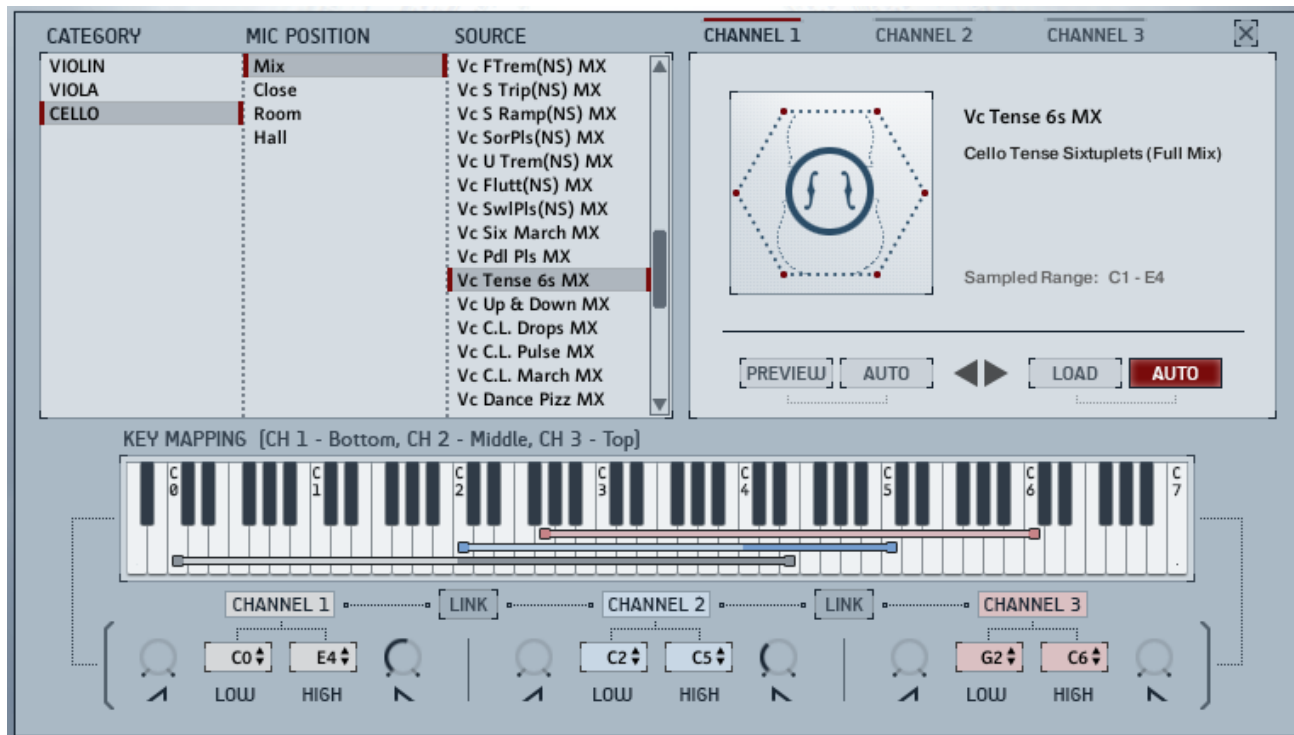 CATEGORY MIC POSITION SOURCE
VIOLIN
VIOLA
CELLO
Mix
Close
Room
Hall
Vc FTrem(NS) MX
Vc S Trip(NS) MX
Vc S Ramp(NS) MX
Vc SorPls(NS) MX
Vc U Trem(NS) MX
Vc Flutt(NS) MX
Vc SwlPls(NS) MX
Vc Six March MX
Vc Pdl Pls MX
Vc Tense 6s MX
Vc Up & Down MX
Vc C.L. Drops MX
Vc C.L. Pulse MX
Vc C.L. March MX
Vc Dance Pizz MX
CHANNEL 1 CHANNEL 2 CHANNEL 3
Vc Tense 6s MX
Cello Tense Sixtuplets (Full Mix)
Sampled Range: C1 - E4
PREVIEW AUTO LOAD AUTO
KEY MAPPING [CH 1 - Bottom, CH 2 - Middle, CH 3 - Top]
C0 C1 C2 C3 C4 C5 C6 C7
CHANNEL 1 LINK CHANNEL 2 LINK CHANNEL 3
C0 E4 C2 C5 G2 C6
LOW HIGH LOW HIGH LOW HIGH